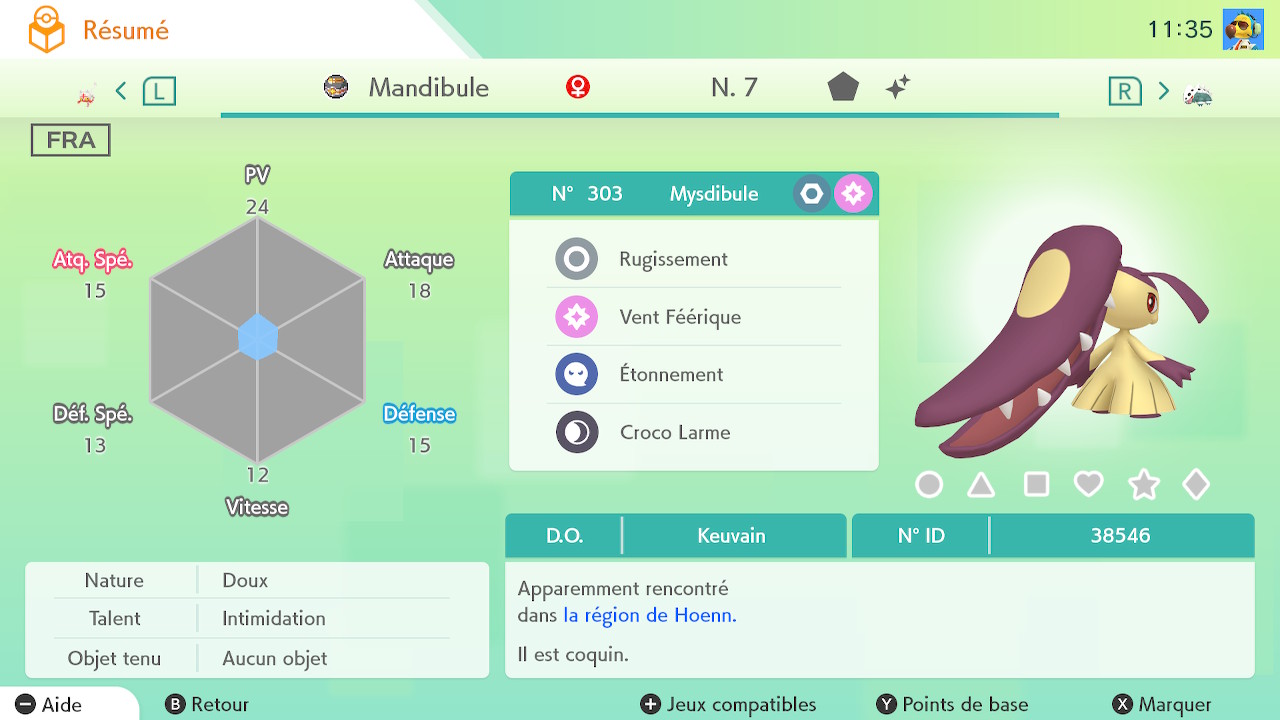 Résumé
11:35
L
Mandibule
N. 7
R
FRA
PV
24
Atq. Spé.
15
Attaque
18
Déf. Spé.
13
Défense
15
12
Vitesse
N° 303 Mysdibule
Rugissement
Vent Féérique
Étonnement
Croco Larme
D.O. Keuvain
N° ID 38546
Apparemment rencontré
dans la région de Hoenn.
Il est coquin.
Nature Doux
Talent Intimidation
Objet tenu Aucun objet
Aide
B Retour
Jeux compatibles
Y Points de base
X Marquer